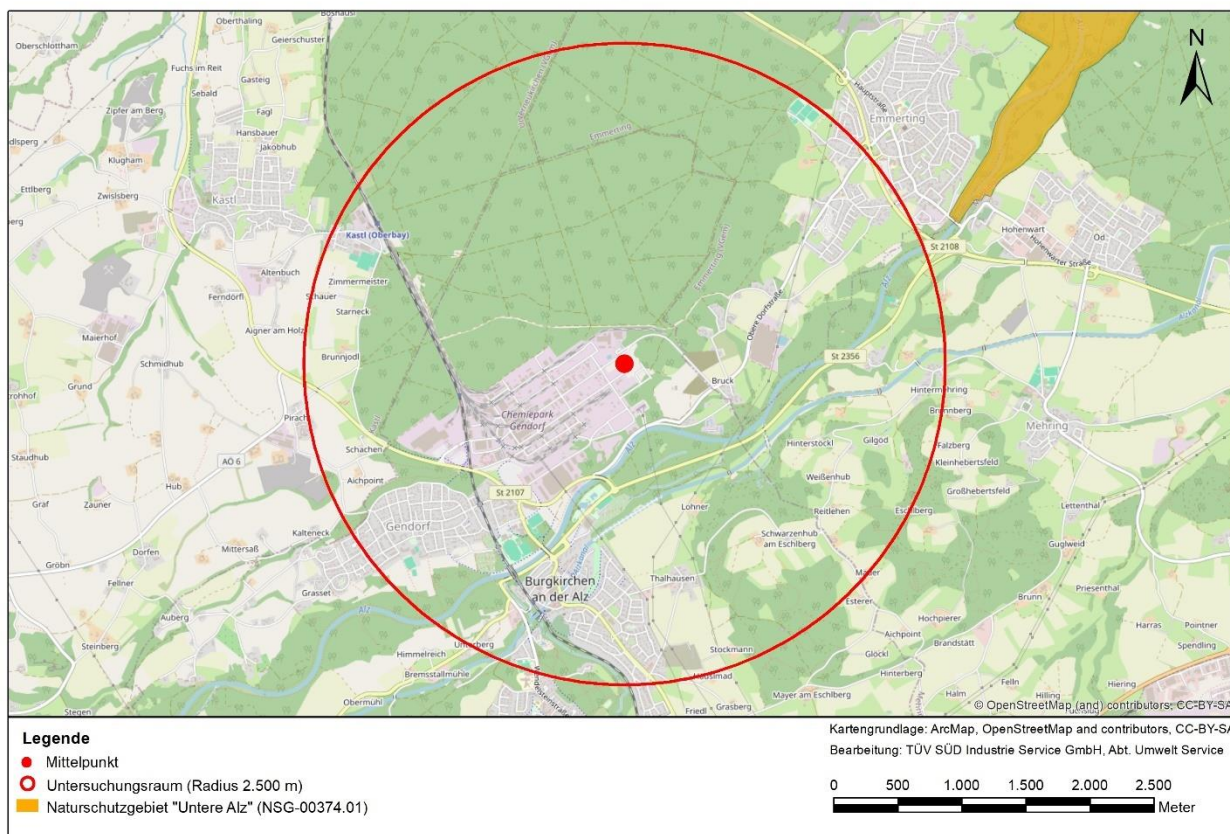 Boshäusl
Oberthaling
Geierschuster
Oberschlottham
Fuchs im Reit
Gasteig
Sebald
Zipfer am Berg
Fagl
Hansbauer
Jakobhub
Klugham
Ettlberg
Zwislsberg
Kastl
Kastl (Oberbay)
Altenbuch
Zimmermeister
Ferndörfl
Schauer
Starneck
Aigner am Holz
Maierhof
Brunnjodl
Schmidhub
Grund
Pirach
Staudhub
AÖ 6
Schachen
Hub
Aichpoint
Zauner
Graf
St 2107
Gendorf
Kalteneck
Dorfen
Mittersaß
Gröbn
Fellner
Grasset
Auberg
Alz
Steinberg
Unterberg
Himmelreich
Bremsstallmühle
Obermühl
Stegen
Emmerting
Hauptstraße
Emmerting
N
Hohenwart
Öd
Hohenwarter Straße
St 2108
Alz
Obere Dorfstraße
St 2356
Chemiepark
Gendorf
Bruck
Alz
Hintermehring
Brunnberg
Mehring
Hinterstöckl
Gilgöd
Falzberg
Weißenhub
Kleinhebertsfeld
Großhebertsfeld
Lohner
Reitlehen
Eschlberg
Lettenthal
Schwarzenhub
am Eschlberg
Guglweid
Burgkirchen
an der Alz
Thalhausen
Maier
Esterer
Brunn
Priesenthal
Hochpierer
Harras
Pointner
Aichpoint
Brandstätt
Spendling
Stockmann
Glöckl
Hinterberg
Felln
Hiering
Mayer am Eschlberg
Halm
Hilling
Friedl
Grasberg
© OpenStreetMap (and) contributors, CC-BY-SA
Legende
Mittelpunkt
Untersuchungsraum (Radius 2.500 m)
Naturschutzgebiet "Untere Alz" (NSG-00374.01)
Kartengrundlage: ArcMap, OpenStreetMap and contributors, CC-BY-SA
Bearbeitung: TÜV SÜD Industrie Service GmbH, Abt. Umwelt Service
0 500 1.000 1.500 2.000 2.500
Meter